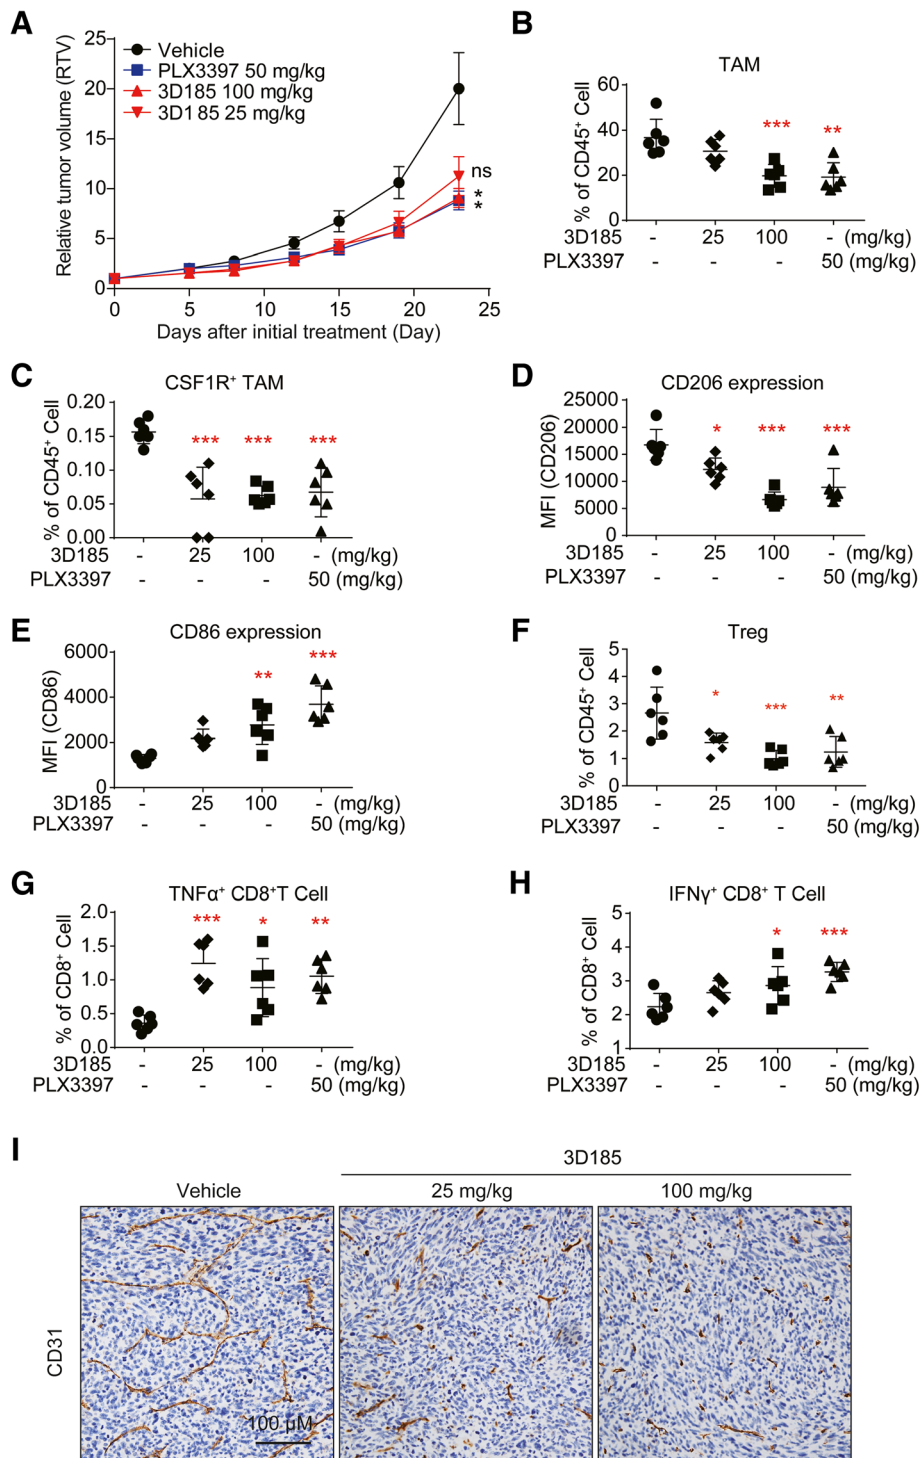 A
Relative tumor volume (RTV)
25
20
15
10
5
0
Vehicle
PLX3397 50 mg/kg
3D185 100 mg/kg
3D185 25 mg/kg
ns
*
*
0 5 10 15 20 25
Days after initial treatment (Day)
B
TAM
% of CD45+ Cell
60
40
20
0
*** **
3D185 - 25 100 - (mg/kg)
PLX3397 - - - 50 (mg/kg)
C
CSF1R+ TAM
% of CD45+ Cell
0.20
0.15
0.10
0.05
0.00
*** *** ***
3D185 - 25 100 - (mg/kg)
PLX3397 - - - 50 (mg/kg)
D
CD206 expression
MFI (CD206)
25000
20000
15000
10000
5000
0
* *** ***
3D185 - 25 100 - (mg/kg)
PLX3397 - - - 50 (mg/kg)
E
CD86 expression
MFI (CD86)
6000
4000
2000
0
** ***
3D185 - 25 100 - (mg/kg)
PLX3397 - - - 50 (mg/kg)
F
Treg
% of CD45+ Cell
5
4
3
2
1
0
* *** **
3D185 - 25 100 - (mg/kg)
PLX3397 - - - 50 (mg/kg)
G
TNFα+ CD8+T Cell
% of CD8+ Cell
2.0
1.5
1.0
0.5
0.0
*** * **
3D185 - 25 100 - (mg/kg)
PLX3397 - - - 50 (mg/kg)
H
IFNγ+ CD8+ T Cell
% of CD8+ Cell
5
4
3
2
1
* ***
3D185 - 25 100 - (mg/kg)
PLX3397 - - - 50 (mg/kg)
I
3D185
Vehicle 25 mg/kg 100 mg/kg
CD31
100 μM